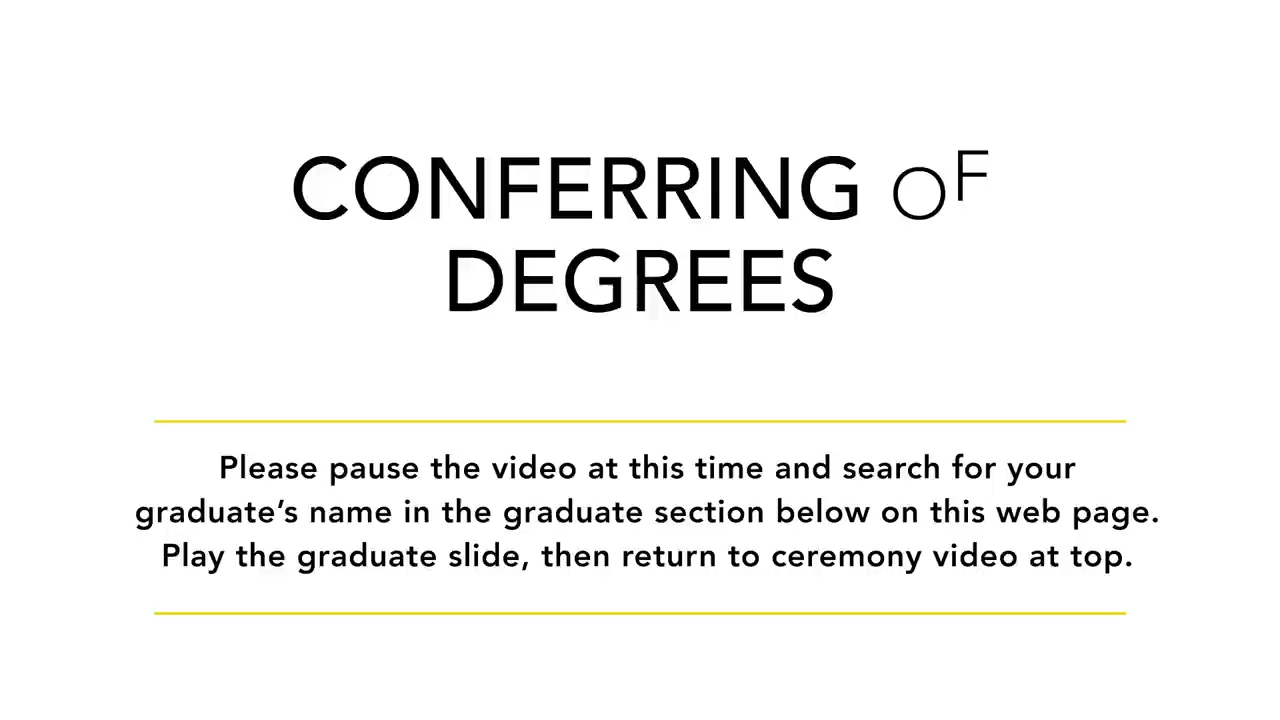 CONFERRING OF
DEGREES
Please pause the video at this time and search for your
graduate’s name in the graduate section below on this web page.
Play the graduate slide, then return to ceremony video at top.